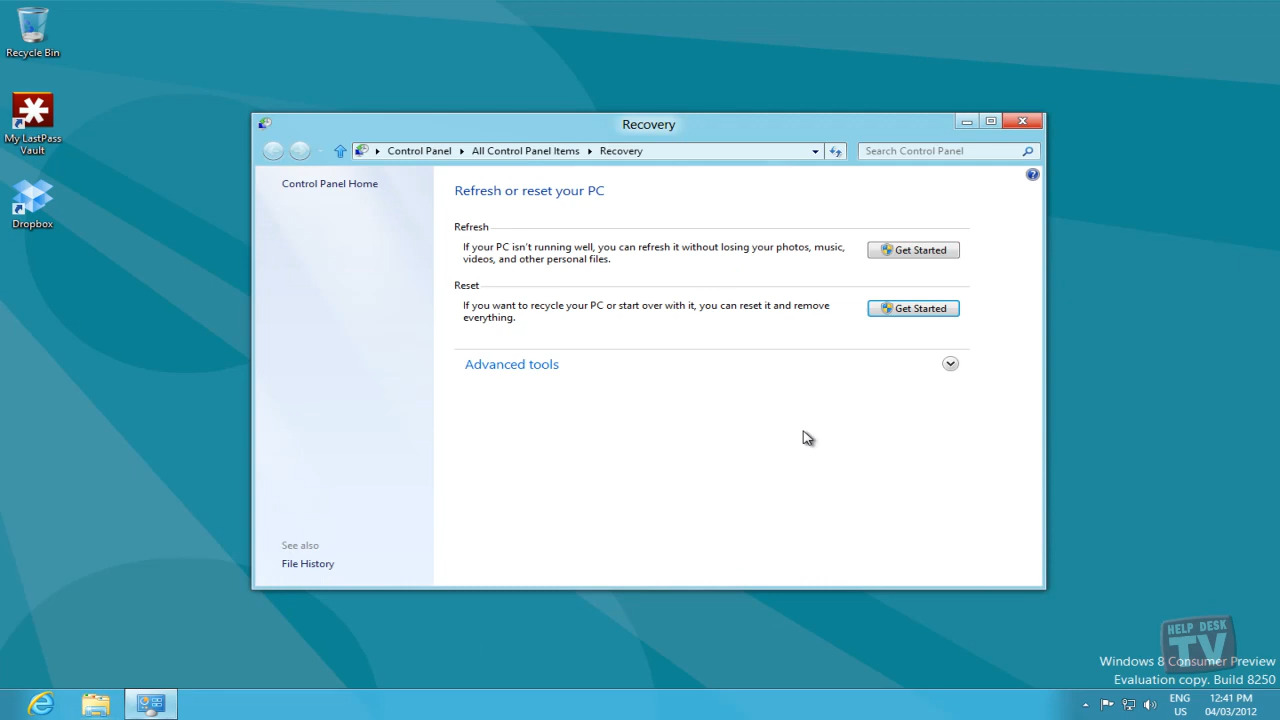 Recycle Bin
My LastPass
Vault
Dropbox
Recovery
Control Panel
All Control Panel Items
Recovery
Search Control Panel
Control Panel Home
Refresh or reset your PC
Refresh
If your PC isn't running well, you can refresh it without losing your photos, music,
videos, and other personal files.
Get Started
Reset
If you want to recycle your PC or start over with it, you can reset it and remove
everything.
Get Started
Advanced tools
See also
File History
HELP DESK
TV
Windows 8 Consumer Preview
Evaluation copy. Build 8250
ENG
US
12:41 PM
04/03/2012